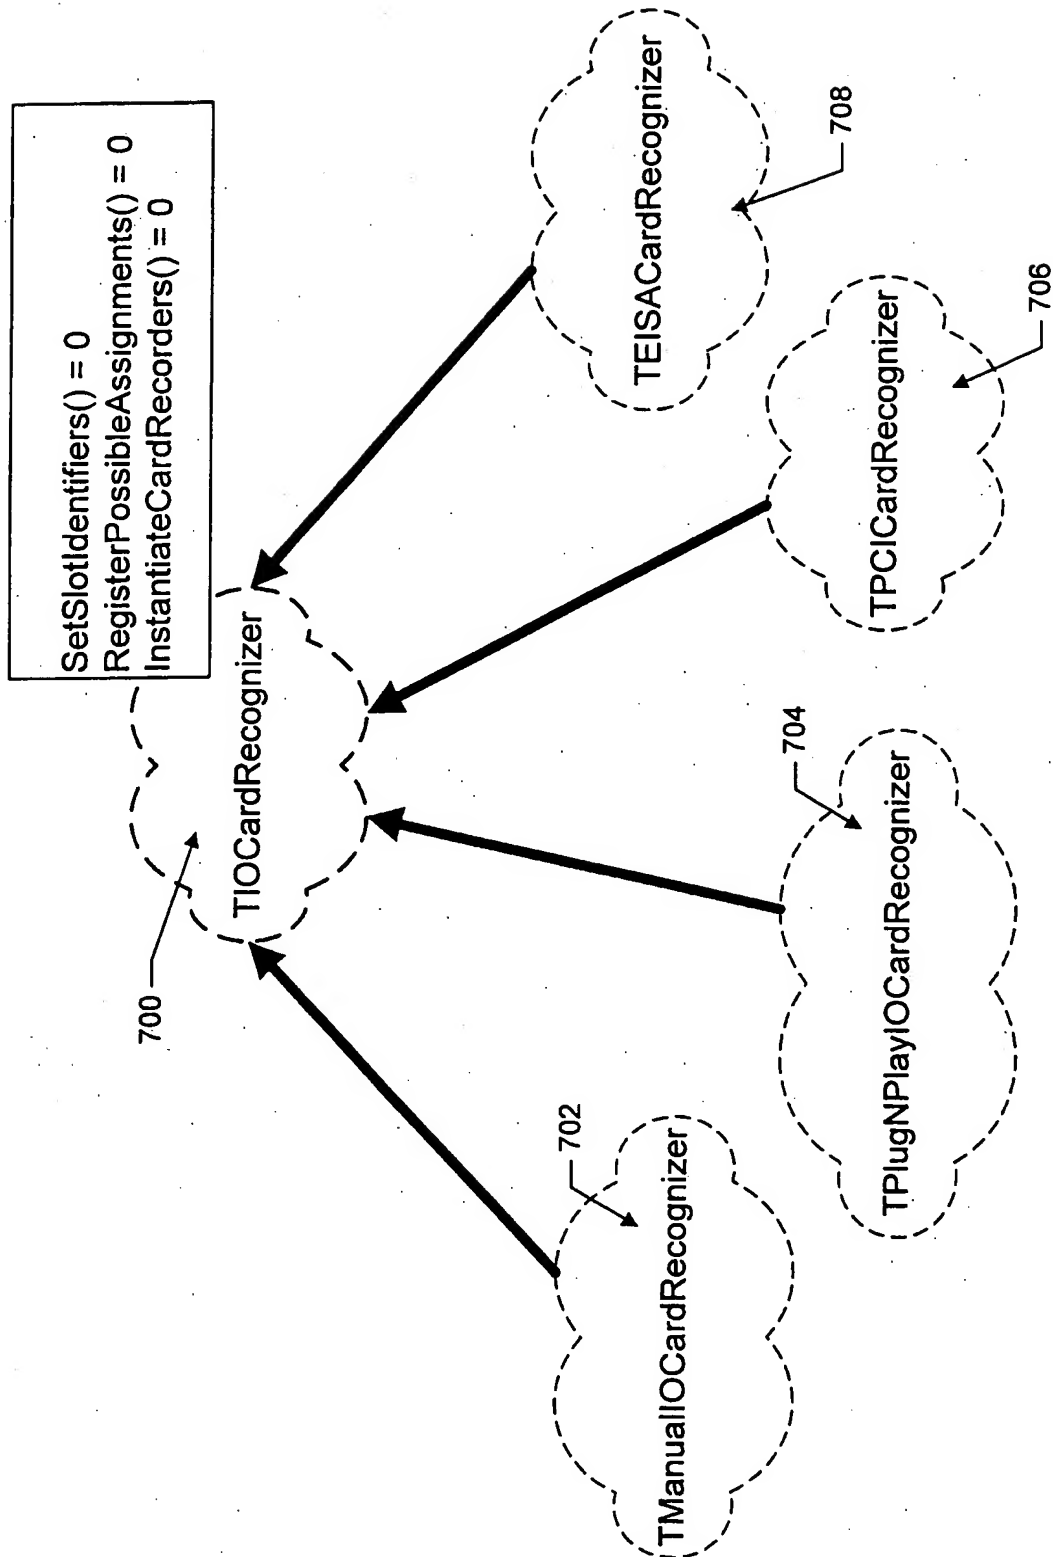 SetSlotIdentifiers() = 0
RegisterPossibleAssignments() = 0
InstantiateCardRecorders() = 0
700
TIOCardRecognizer
702
TManualIOCardRecognizer
704
TPlugNPlayIOCardRecognizer
706
TPCICardRecognizer
708
TEISACardRecognizer